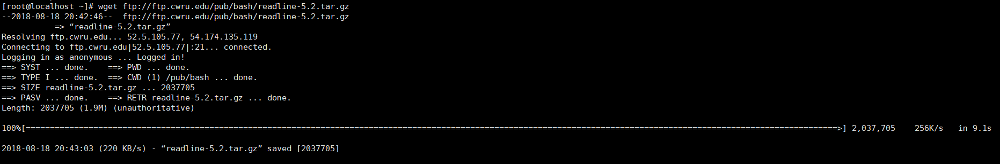 [root@localhost ~]# wget ftp://ftp.cwru.edu/pub/bash/readline-5.2.tar.gz
--2018-08-18 20:42:46--  ftp://ftp.cwru.edu/pub/bash/readline-5.2.tar.gz
           => “readline-5.2.tar.gz”
Resolving ftp.cwru.edu... 52.5.105.77, 54.174.135.119
Connecting to ftp.cwru.edu|52.5.105.77|:21... connected.
Logging in as anonymous ... Logged in!
==> SYST ... done.    ==> PWD ... done.
==> TYPE I ... done.  ==> CWD (1) /pub/bash ... done.
==> SIZE readline-5.2.tar.gz ... 2037705
==> PASV ... done.    ==> RETR readline-5.2.tar.gz ... done.
Length: 2037705 (1.9M) (unauthoritative)
100%[========================================================================================================================================================================>] 2,037,705    256K/s   in 9.1s
2018-08-18 20:43:03 (220 KB/s) - “readline-5.2.tar.gz” saved [2037705]